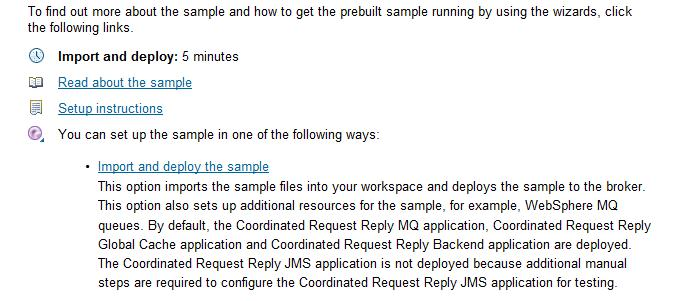 To find out more about the sample and how to get the prebuilt sample running by using the wizards, click
the following links.
Import and deploy: 5 minutes
Read about the sample
Setup instructions
You can set up the sample in one of the following ways:
• Import and deploy the sample
This option imports the sample files into your workspace and deploys the sample to the broker.
This option also sets up additional resources for the sample, for example, WebSphere MQ
queues. By default, the Coordinated Request Reply MQ application, Coordinated Request Reply
Global Cache application and Coordinated Request Reply Backend application are deployed.
The Coordinated Request Reply JMS application is not deployed because additional manual
steps are required to configure the Coordinated Request Reply JMS application for testing.